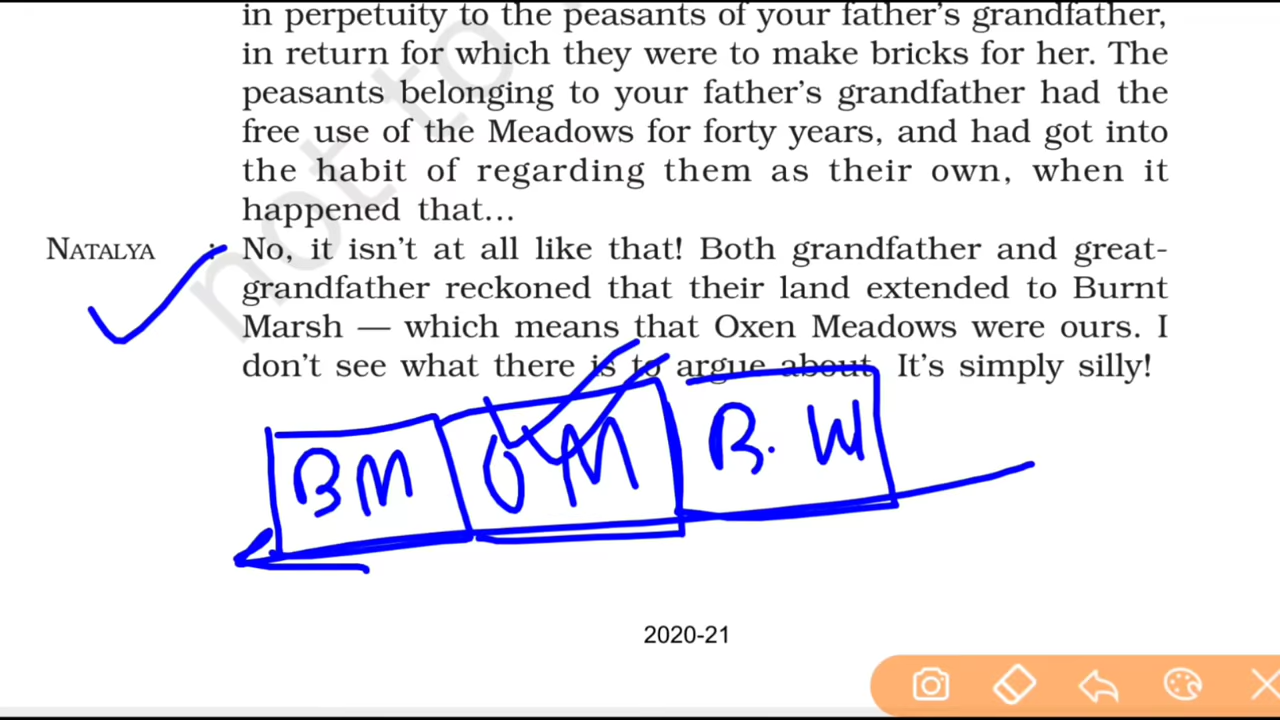 in perpetuity to the peasants of your father's grandfather,
in return for which they were to make bricks for her. The
peasants belonging to your father's grandfather had the
free use of the Meadows for forty years, and had got into
the habit of regarding them as their own, when it
happened that...
NATALYA : No, it isn't at all like that! Both grandfather and great-
grandfather reckoned that their land extended to Burnt
Marsh — which means that Oxen Meadows were ours. I
don't see what there is to argue about. It's simply silly!
BM OM B.W
2020-21
not to